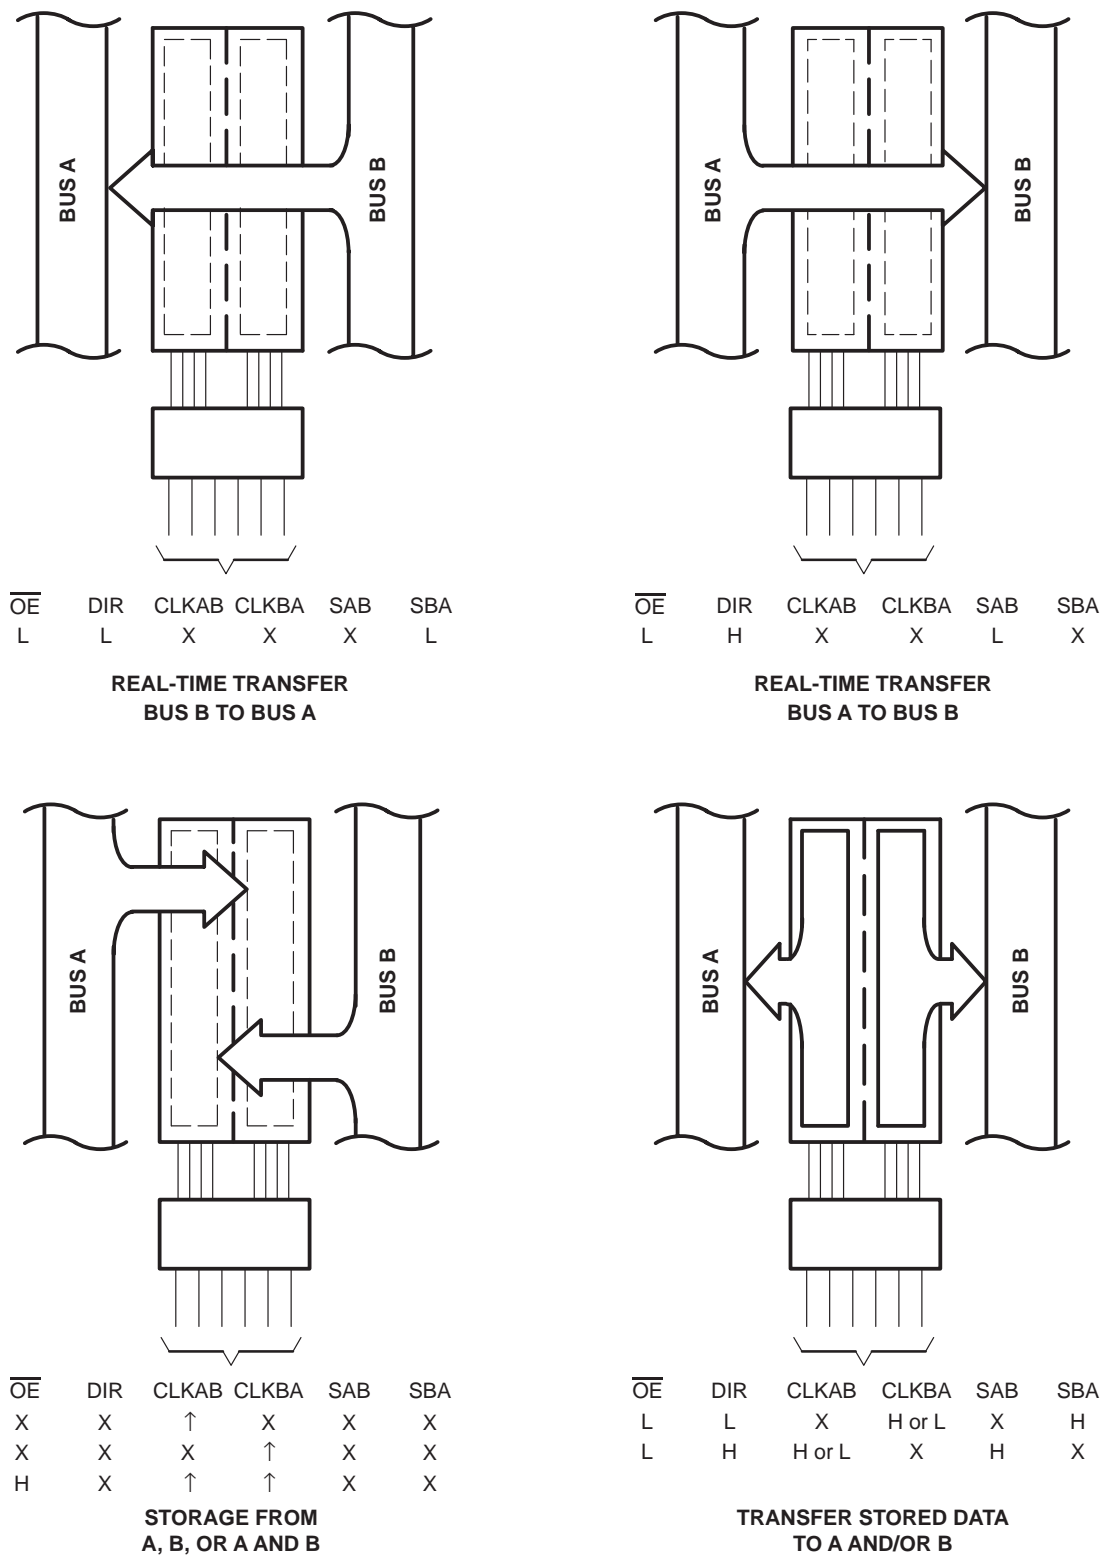 BUS A
BUS B
OE DIR CLKAB CLKBA SAB SBA
L L X X X L
REAL-TIME TRANSFER
BUS B TO BUS A
BUS A
BUS B
OE DIR CLKAB CLKBA SAB SBA
L H X X L X
REAL-TIME TRANSFER
BUS A TO BUS B
BUS A
BUS B
OE DIR CLKAB CLKBA SAB SBA
X X ↑ X X X
X X X ↑ X X
H X ↑ ↑ X X
STORAGE FROM
A, B, OR A AND B
BUS A
BUS B
OE DIR CLKAB CLKBA SAB SBA
L L X H or L X H
L H H or L X H X
TRANSFER STORED DATA
TO A AND/OR B